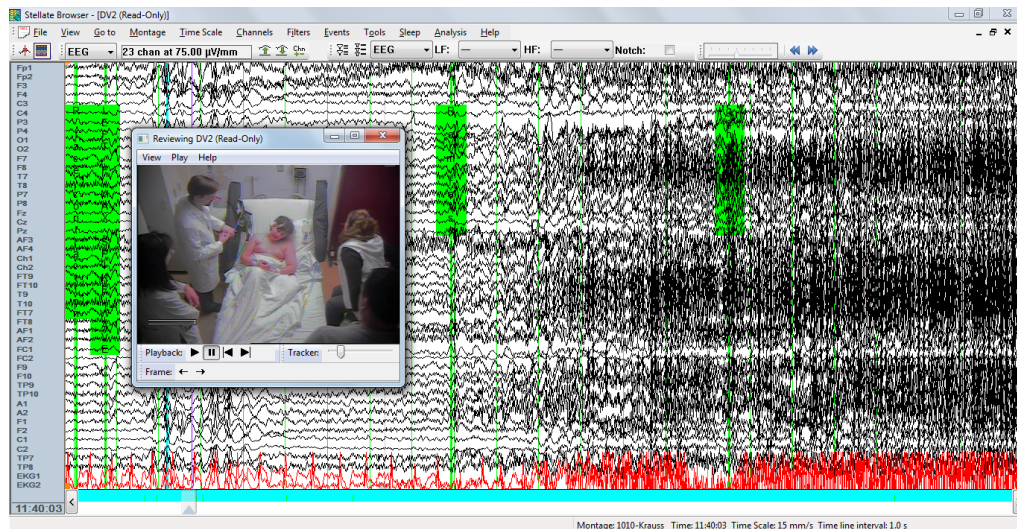 Stellate Browser - [DV2 (Read-Only)]
File View Go to Montage Time Scale Channels Filters Events Tools Sleep Analysis Help
EEG 23 chan at 75.00 µV/mm Chn EEG LF: — HF: — Notch:
Fp1
Fp2
F3
F4
C3
C4
P3
P4
O1
O2
F7
F8
T7
T8
P7
P8
Fz
Cz
Pz
AF3
AF4
Ch1
Ch2
FT9
FT10
T9
T10
FT7
FT8
AF1
AF2
FC1
FC2
F9
F10
TP9
TP10
A1
A2
F1
F2
C1
C2
TP7
TP8
EKG1
EKG2
Reviewing DV2 (Read-Only)
View Play Help
Playback: Tracker:
Frame:
11:40:03
Montage: 1010-Krauss Time: 11:40:03 Time Scale: 15 mm/s Time line interval: 1.0 s